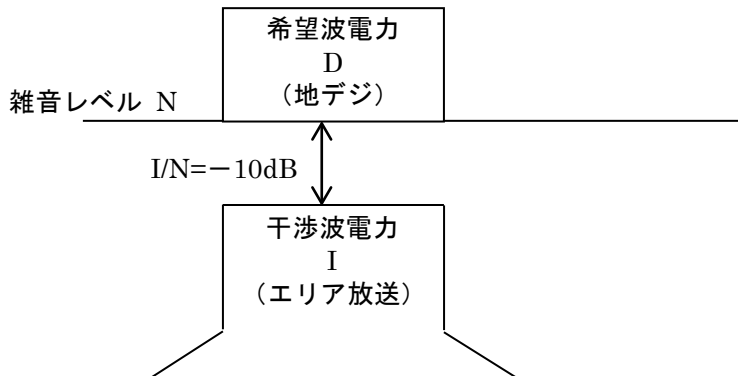 希望波電力
D
（地デジ）
雑音レベル N
I/N=－10dB
干渉波電力
I
（エリア放送）